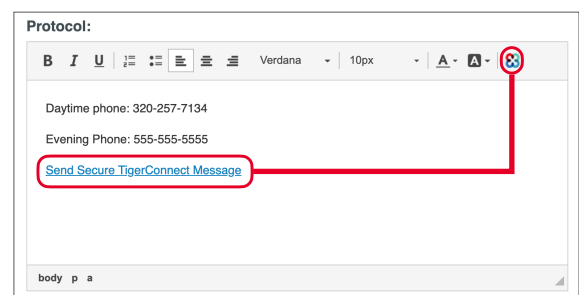 Protocol:
B I U Verdana 10px A A
Daytime phone: 320-257-7134
Evening Phone: 555-555-5555
Send Secure TigerConnect Message
body p a